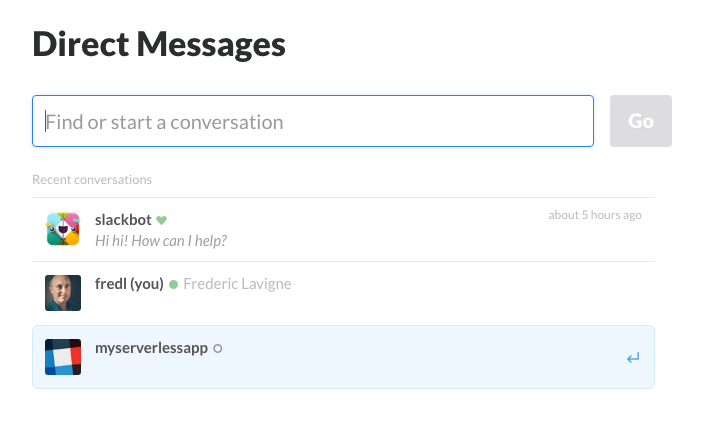 Direct Messages
Find or start a conversation
Go
Recent conversations
slackbot
about 5 hours ago
Hi hi! How can I help?
fredl (you) Frederic Lavigne
myserverlessapp